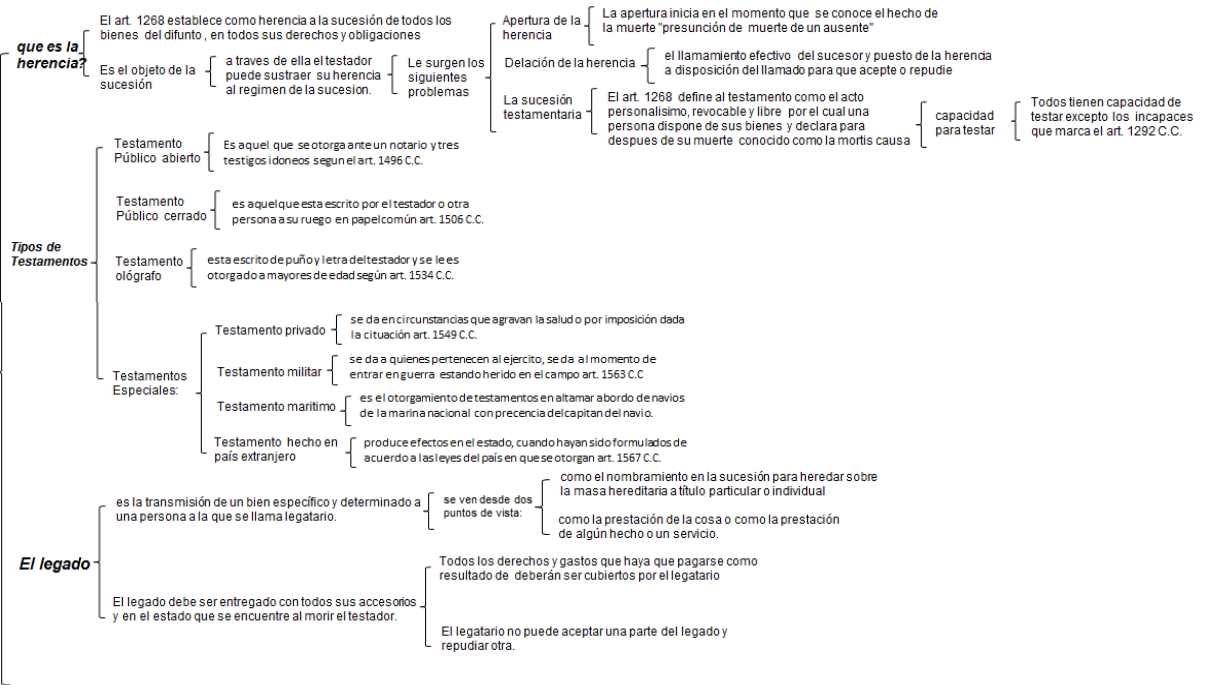 que es la
herencia?
El art. 1268 establece como herencia a la sucesión de todos los
bienes del difunto , en todos sus derechos y obligaciones
Es el objeto de la
sucesión
a traves de ella el testador
puede sustraer su herencia
al regimen de la sucesion.
Le surgen los
siguientes
problemas
Apertura de la
herencia
La apertura inicia en el momento que se conoce el hecho de
la muerte "presunción de muerte de un ausente"
Delación de la herencia
el llamamiento efectivo del sucesor y puesto de la herencia
a disposición del llamado para que acepte o repudie
La sucesión
testamentaria
El art. 1268 define al testamento como el acto
personalisimo, revocable y libre por el cual una
persona dispone de sus bienes y declara para
despues de su muerte conocido como la mortis causa
capacidad
para testar
Todos tienen capacidad de
testar excepto los incapaces
que marca el art. 1292 C.C.
Tipos de
Testamentos
Testamento
Público abierto
Es aquel que se otorga ante un notario y tres
testigos idoneos segun el art. 1496 C.C.
Testamento
Público cerrado
es aquel que esta escrito por el testador o otra
persona a su ruego en papel común art. 1506 C.C.
Testamento
ológrafo
esta escrito de puño y letra del testador y se le es
otorgado a mayores de edad según art. 1534 C.C.
Testamentos
Especiales:
Testamento privado
se da en circunstancias que agravan la salud o por imposición dada
la cituación art. 1549 C.C.
Testamento militar
se da a quienes pertenecen al ejercito, se da al momento de
entrar en guerra estando herido en el campo art. 1563 C.C
Testamento maritimo
es el otorgamiento de testamentos en altamar abordo de navios
de la marina nacional con precencia del capitan del navio.
Testamento hecho en
país extranjero
produce efectos en el estado, cuando hayan sido formulados de
acuerdo a las leyes del país en que se otorgan art. 1567 C.C.
El legado
es la transmisión de un bien específico y determinado a
una persona a la que se llama legatario.
se ven desde dos
puntos de vista:
como el nombramiento en la sucesión para heredar sobre
la masa hereditaria a título particular o individual
como la prestación de la cosa o como la prestación
de algún hecho o un servicio.
El legado debe ser entregado con todos sus accesorios
y en el estado que se encuentre al morir el testador.
Todos los derechos y gastos que haya que pagarse como
resultado de deberán ser cubiertos por el legatario
El legatario no puede aceptar una parte del legado y
repudiar otra.